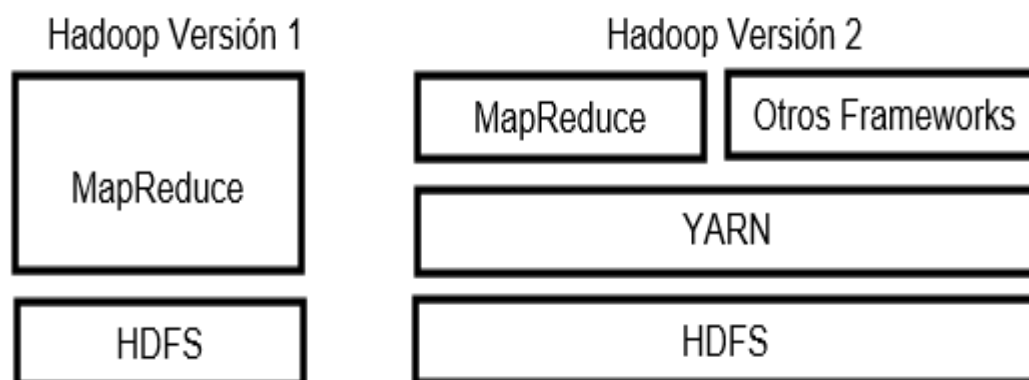 Hadoop Versión 1
MapReduce
HDFS
Hadoop Versión 2
MapReduce
Otros Frameworks
YARN
HDFS